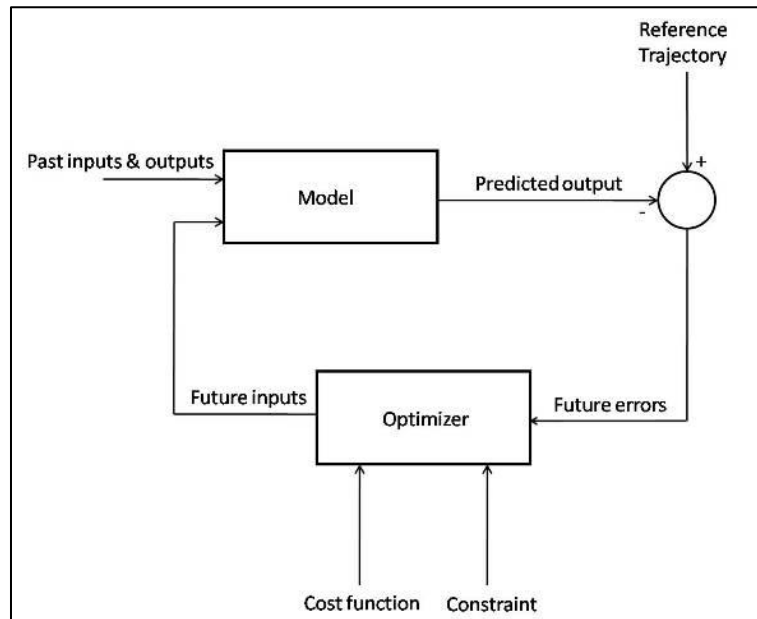 Reference
Trajectory
Past inputs & outputs
+
Model
Predicted output
-
Future inputs
Optimizer
Future errors
Cost function
Constraint